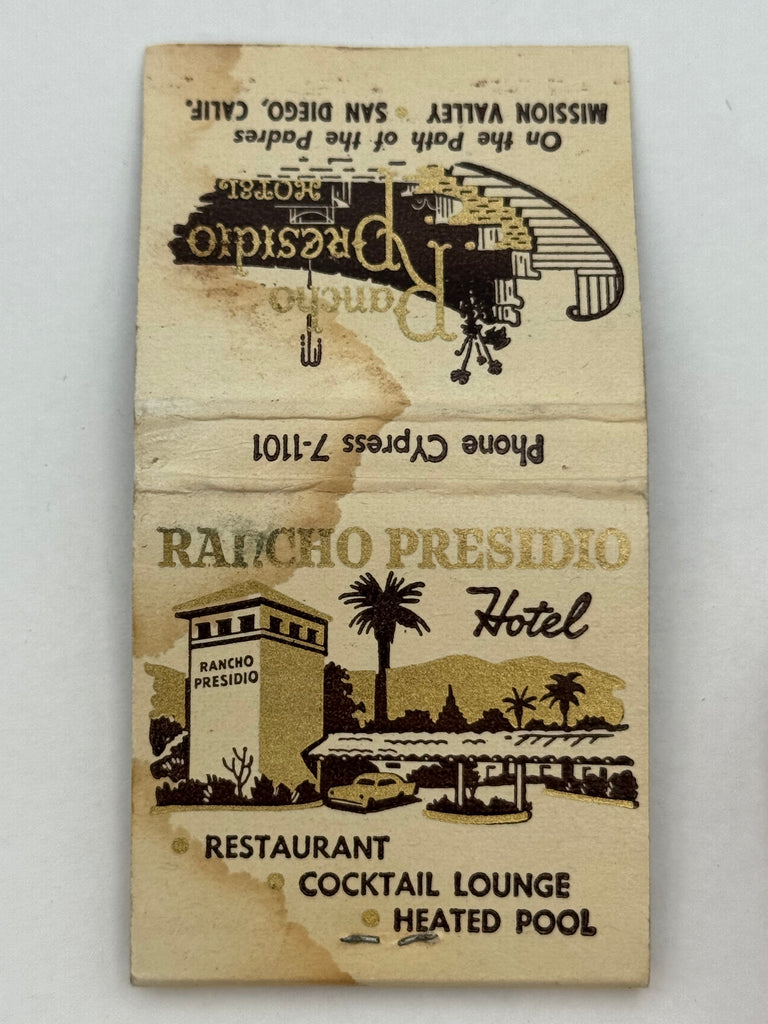 MISSION VALLEY • SAN DIEGO, CALIF.
On the Path of the Padres
HOTEL
Presidio
Rancho
Phone CYpress 7-1101
RANCHO PRESIDIO
Hotel
RANCHO
PRESIDIO
• RESTAURANT
• COCKTAIL LOUNGE
• HEATED POOL